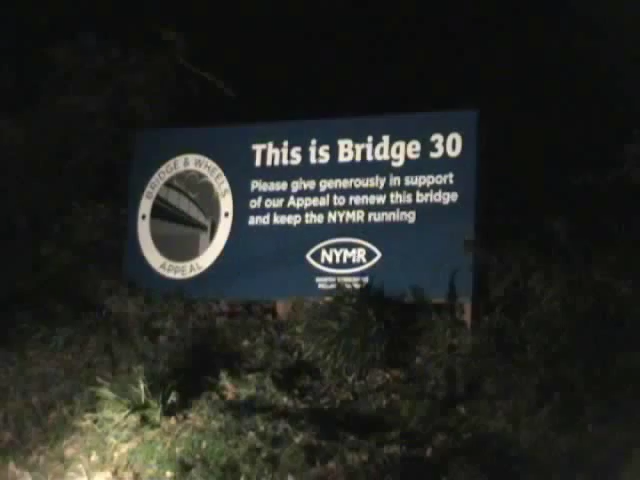 This is Bridge 30
Please give generously in support
of our Appeal to renew this bridge
and keep the NYMR running
BRIDGE & WHEELS
APPEAL
NYMR